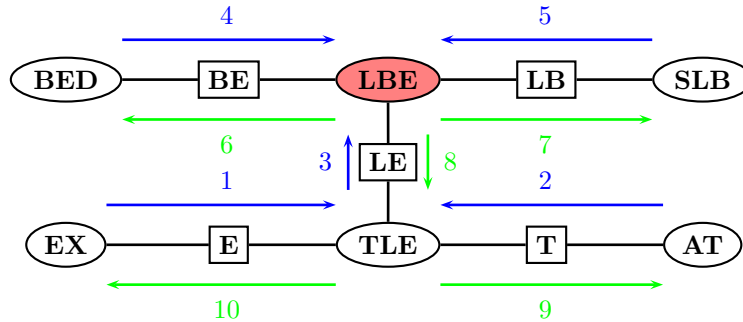 4 5
BED BE LBE LB SLB
6 7
3 LE 8
1 2
EX E TLE T AT
10 9